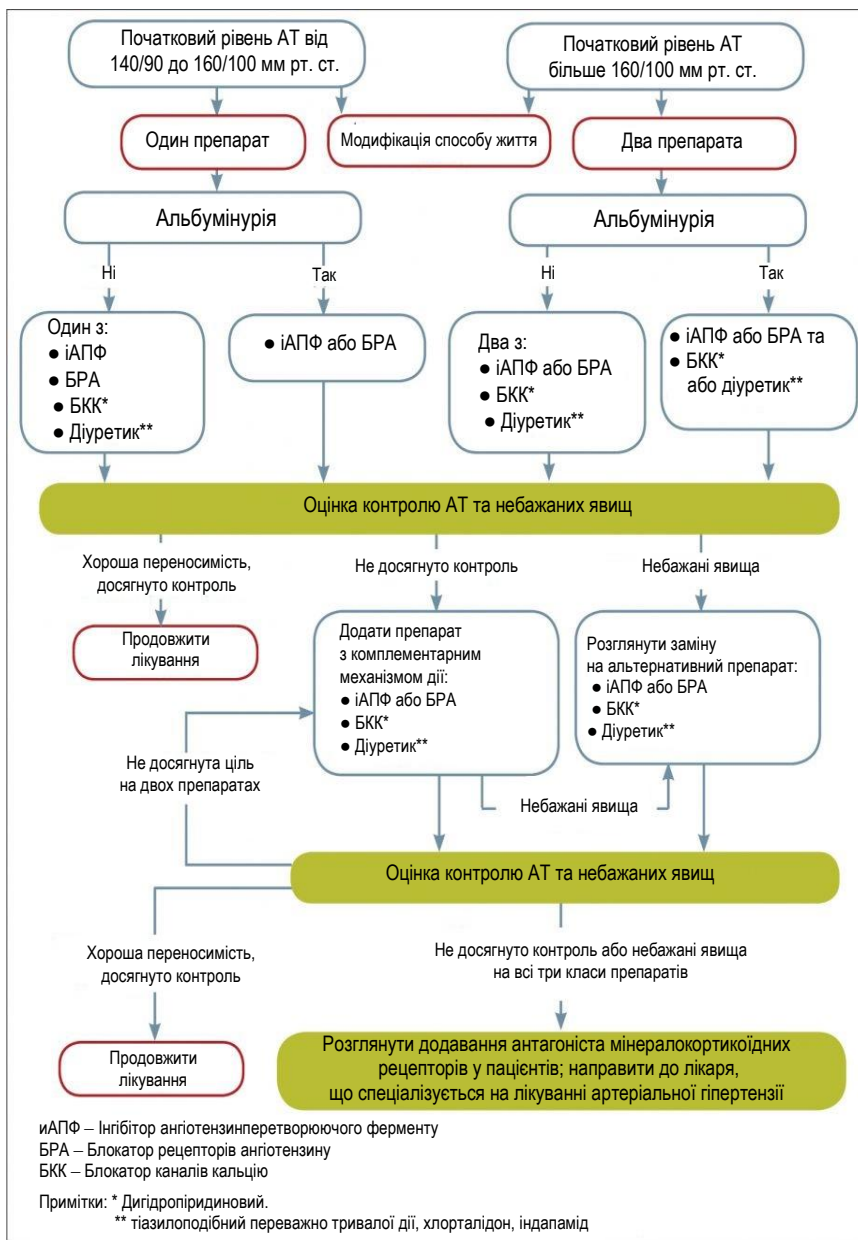 Початковий рівень АТ від
140/90 до 160/100 мм рт. ст.
Початковий рівень АТ
більше 160/100 мм рт. ст.
Один препарат
Модифікація способу життя
Два препарата
Альбумінурія
Альбумінурія
Ні
Так
Ні
Так
Один з:
● іАПФ
● БРА
● БКК*
● Діуретик**
● іАПФ або БРА
Два з:
● іАПФ або БРА
● БКК*
● Діуретик**
● іАПФ або БРА та
● БКК*
або діуретик**
Оцінка контролю АТ та небажаних явищ
Хороша переносимість,
досягнуто контроль
Не досягнуто контроль
Небажані явища
Продовжити
лікування
Додати препарат
з комплементарним
механізмом дії:
● іАПФ або БРА
● БКК*
● Діуретик**
Розглянути заміну
на альтернативний препарат:
● іАПФ або БРА
● БКК*
● Діуретик**
Не досягнута ціль
на двох препаратах
Небажані явища
Оцінка контролю АТ та небажаних явищ
Хороша переносимість,
досягнуто контроль
Не досягнуто контроль або небажані явища
на всі три класи препаратів
Продовжити
лікування
Розглянути додавання антагоніста мінералокортикоїдних
рецепторів у пацієнтів; направити до лікаря,
що спеціалізується на лікуванні артеріальної гіпертензії
иАПФ – Інгібітор ангіотензинперетворюючого ферменту
БРА – Блокатор рецепторів ангіотензину
БКК – Блокатор каналів кальцію
Примітки: * Дигідропіридиновий.
** тіазилоподібний переважно тривалої дії, хлорталідон, індапамід